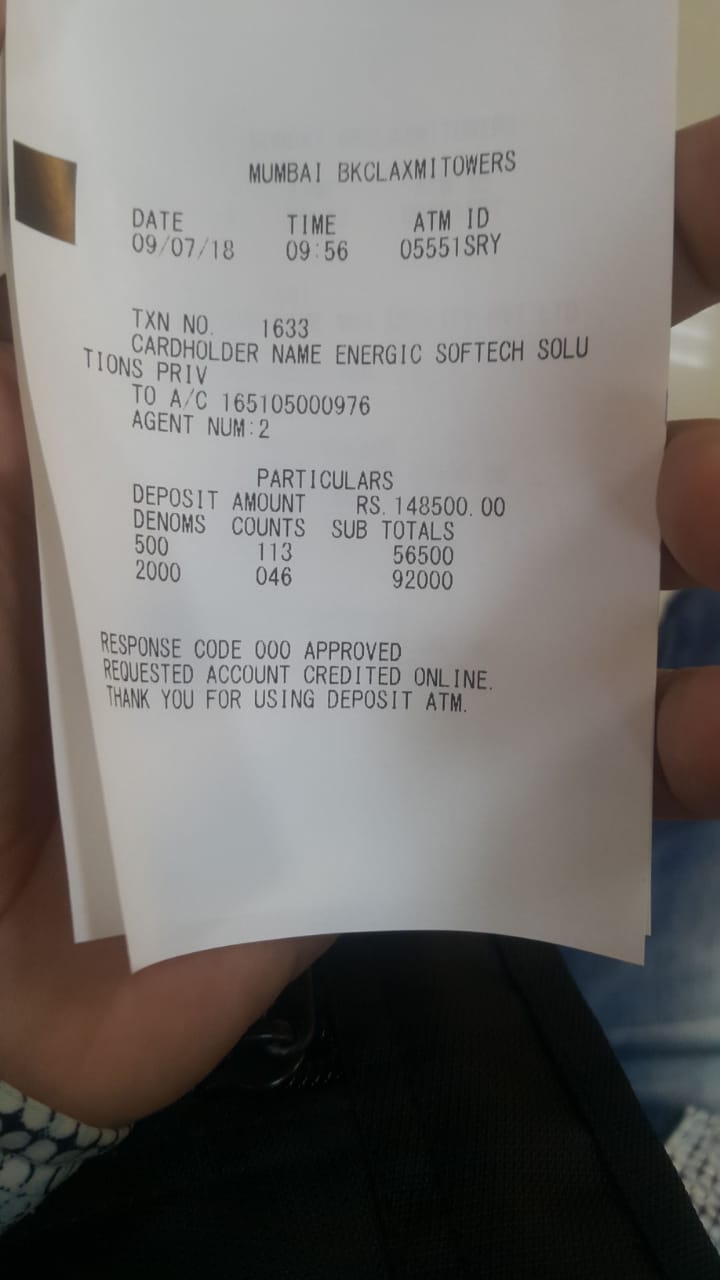 MUMBAI BKCLAXMITOWERS
DATE TIME ATM ID
09/07/18 09:56 05551SRY
TXN NO. 1633
CARDHOLDER NAME ENERGIC SOFTECH SOLU
TIONS PRIV
TO A/C 165105000976
AGENT NUM:2
PARTICULARS
DEPOSIT AMOUNT RS. 148500.00
DENOMS COUNTS SUB TOTALS
500 113 56500
2000 046 92000
RESPONSE CODE 000 APPROVED
REQUESTED ACCOUNT CREDITED ONLINE.
THANK YOU FOR USING DEPOSIT ATM.